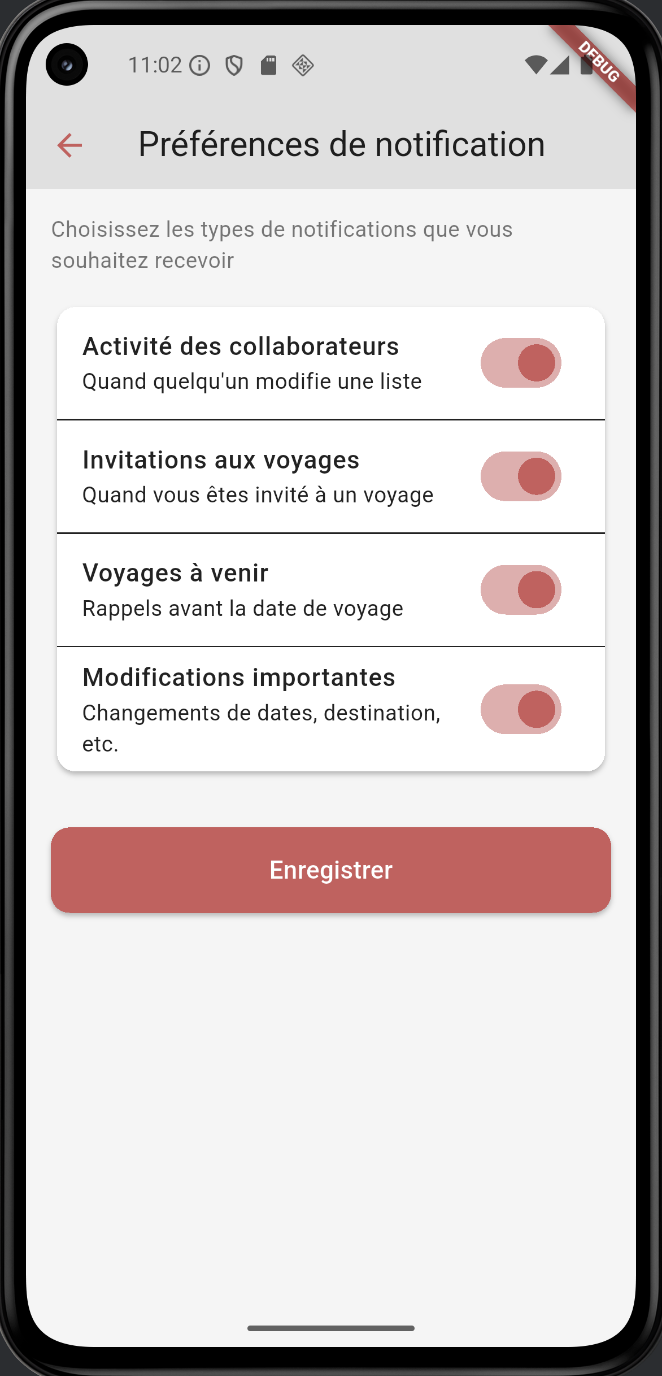 11:02
DEBUG
Préférences de notification
Choisissez les types de notifications que vous
souhaitez recevoir
Activité des collaborateurs
Quand quelqu'un modifie une liste
Invitations aux voyages
Quand vous êtes invité à un voyage
Voyages à venir
Rappels avant la date de voyage
Modifications importantes
Changements de dates, destination,
etc.
Enregistrer